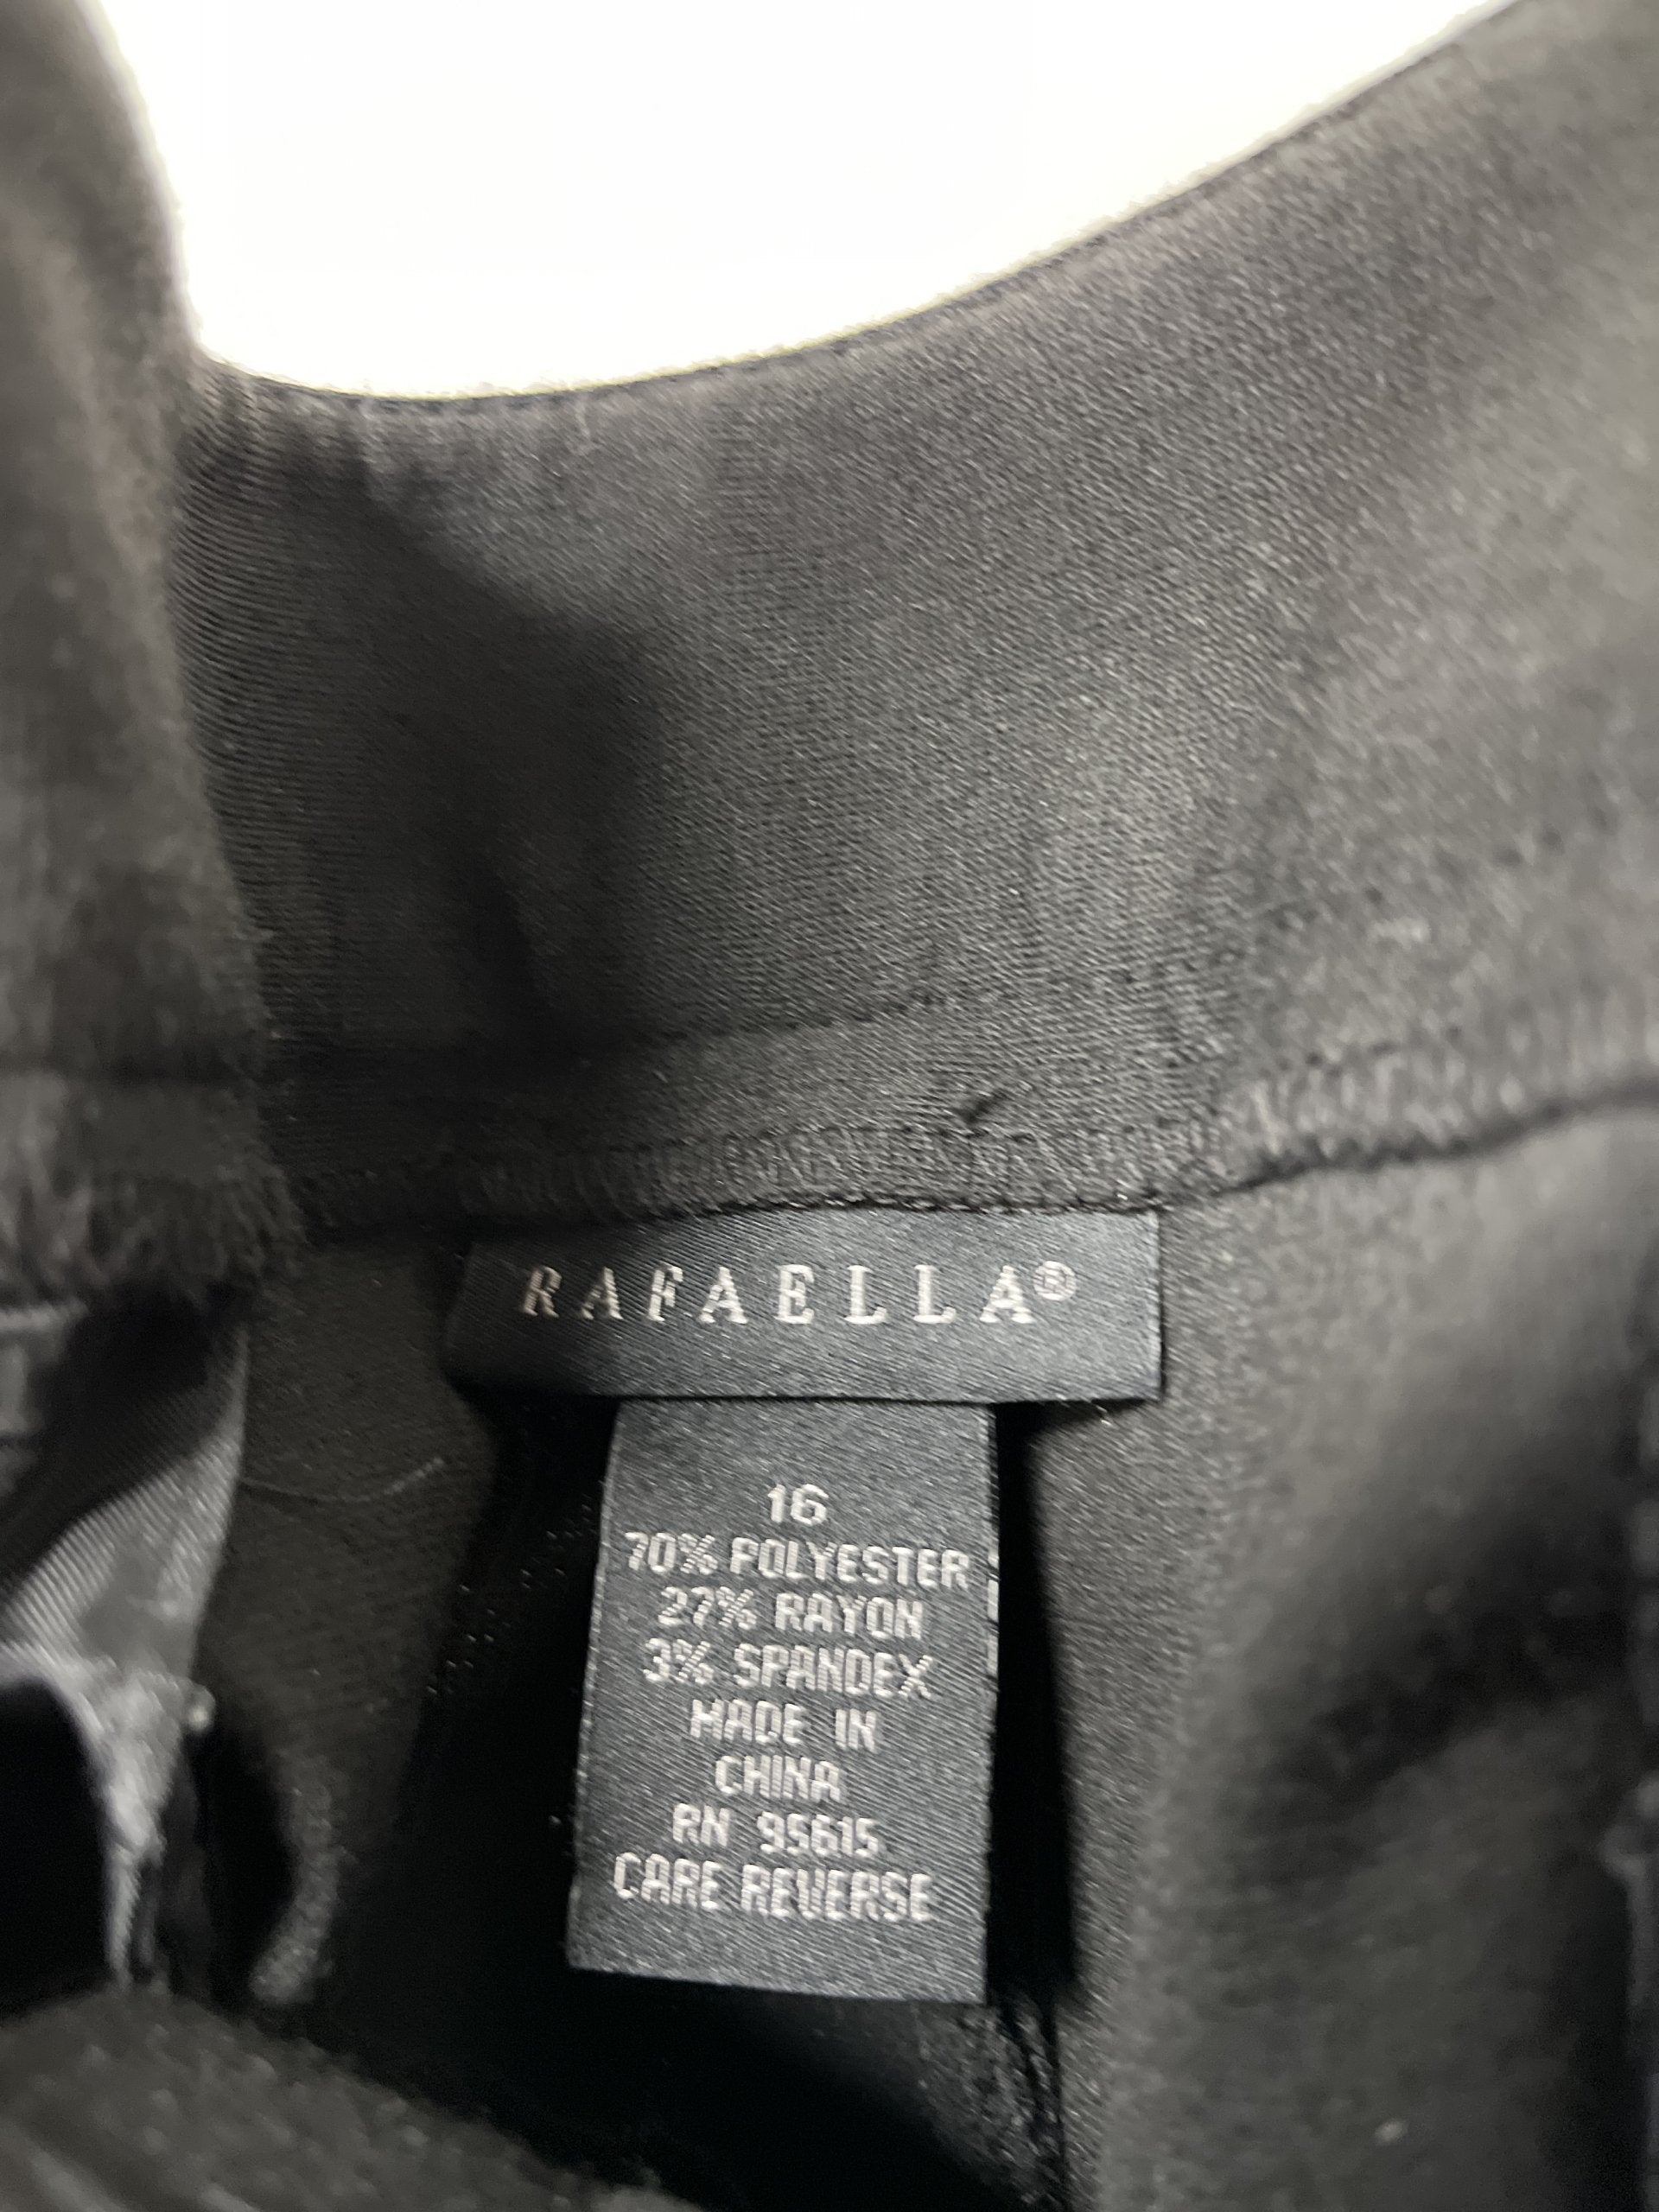 RAFAELLA®
16
70% POLYESTER
27% RAYON
3% SPANDEX
MADE IN
CHINA
RN 95615
CARE REVERSE